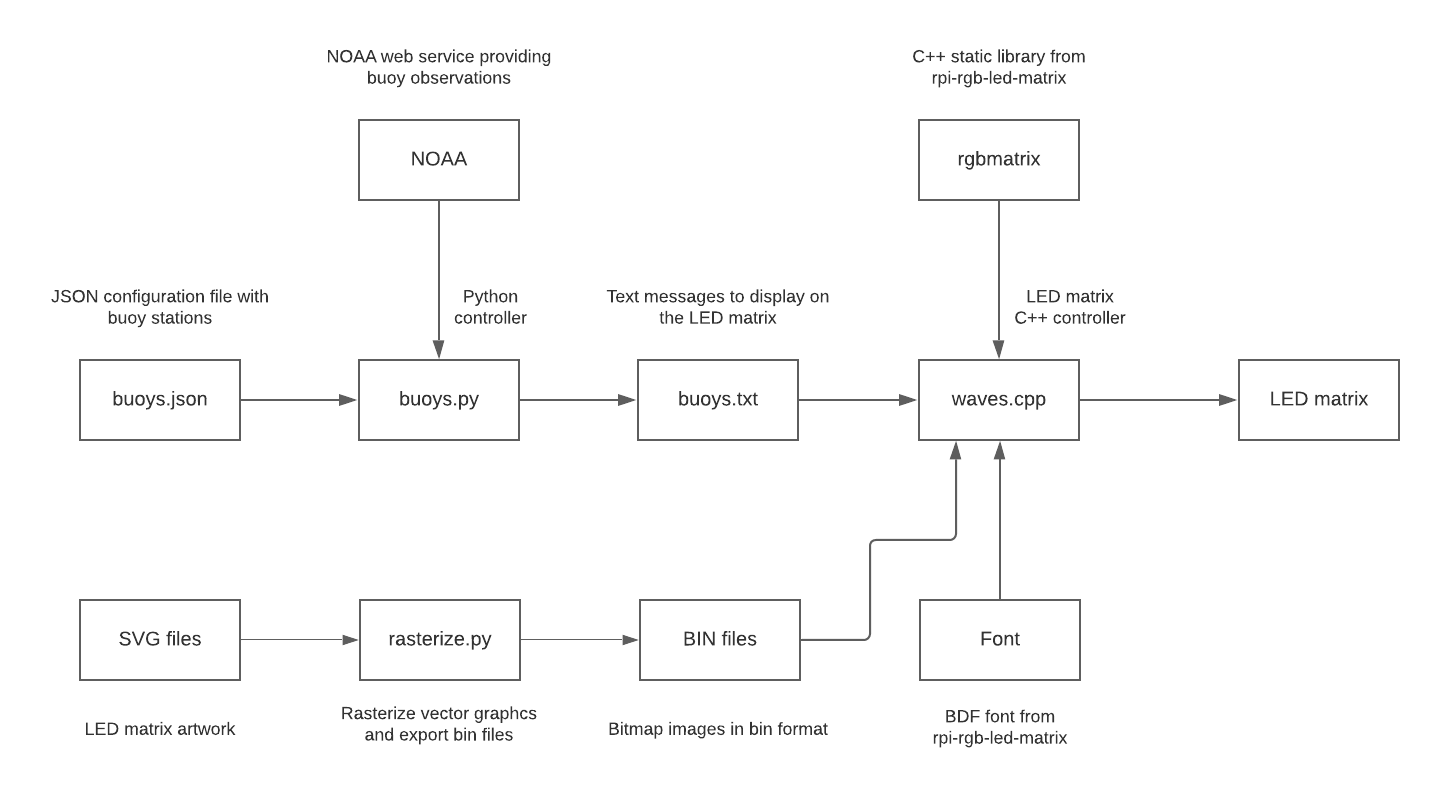 NOAA web service providing
buoy observations
C++ static library from
rpi-rgb-led-matrix
NOAA
rgbmatrix
JSON configuration file with
buoy stations
Python
controller
Text messages to display on
the LED matrix
LED matrix
C++ controller
buoys.json
buoys.py
buoys.txt
waves.cpp
LED matrix
SVG files
rasterize.py
BIN files
Font
LED matrix artwork
Rasterize vector graphcs
and export bin files
Bitmap images in bin format
BDF font from
rpi-rgb-led-matrix